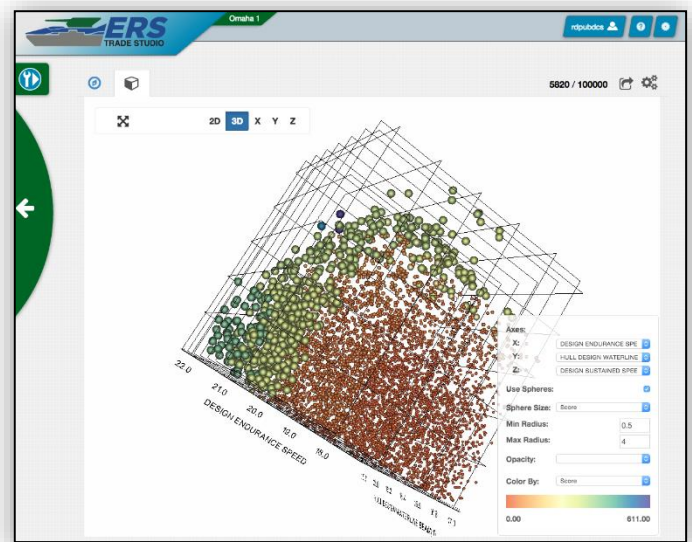 ERS
TRADE STUDIO
Omaha 1
rdpubdcs
5820 / 100000
2D 3D X Y Z
22.0
21.0
20.0
DESIGN ENDURANCE SPEED
Axes:
X: DESIGN ENDURANCE SPE
Y: HULL DESIGN WATERLINE
Z: DESIGN SUSTAINED SPEE
Use Spheres:
Sphere Size: Score
Min Radius: 0.5
Max Radius: 4
Opacity:
Color By: Score
0.00 611.00